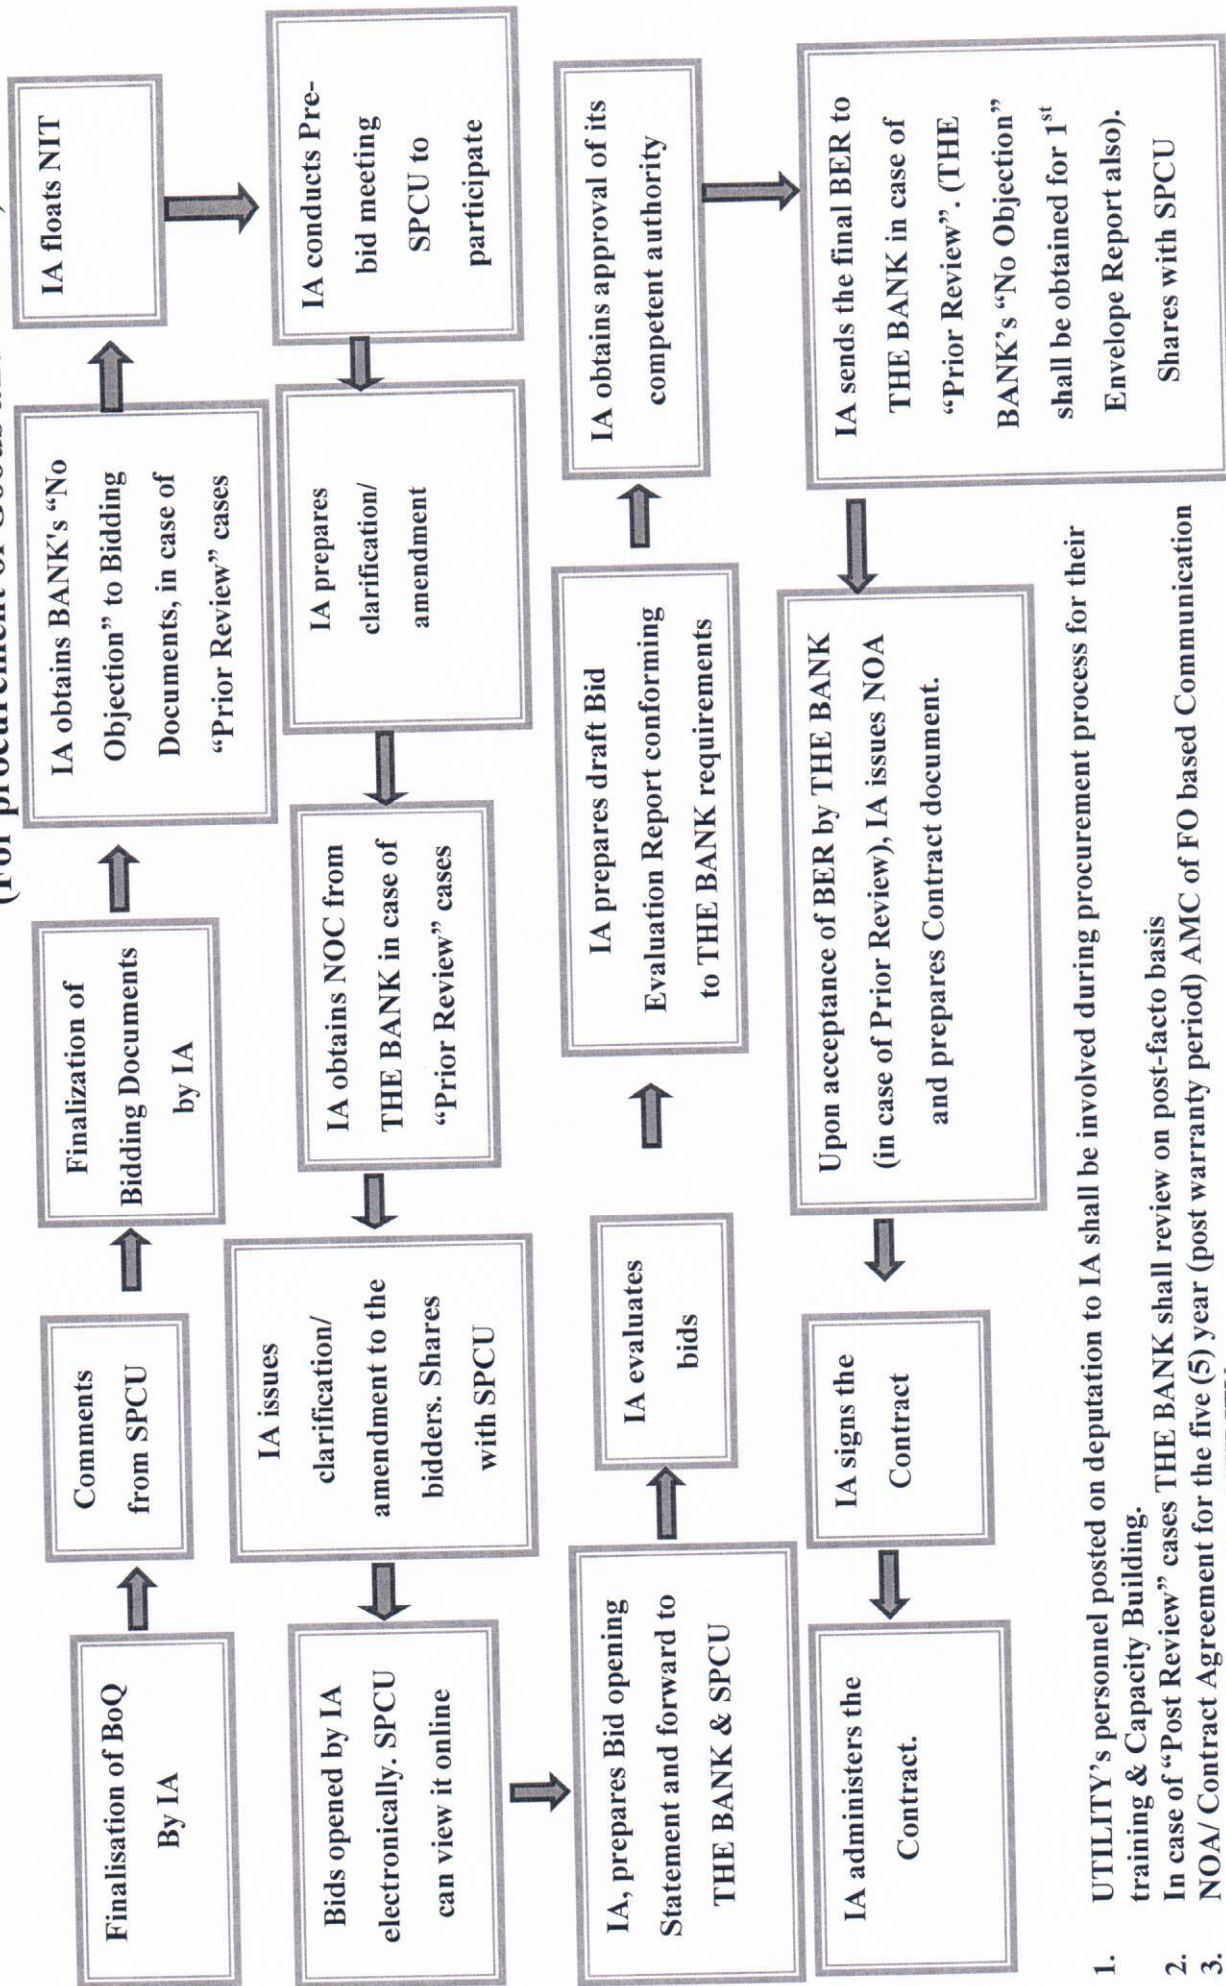 (For procurement of Goods and
Finalisation of BoQ
By IA
Comments
from SPCU
Finalization of
Bidding Documents
by IA
IA obtains BANK's “No
Objection” to Bidding
Documents, in case of
“Prior Review” cases
IA floats NIT
IA conducts Pre-
bid meeting
SPCU to
participate
IA prepares
clarification/
amendment
IA obtains NOC from
THE BANK in case of
“Prior Review” cases
IA issues
clarification/
amendment to the
bidders. Shares
with SPCU
Bids opened by IA
electronically. SPCU
can view it online
IA, prepares Bid opening
Statement and forward to
THE BANK & SPCU
IA evaluates
bids
IA prepares draft Bid
Evaluation Report conforming
to THE BANK requirements
IA obtains approval of its
competent authority
IA sends the final BER to
THE BANK in case of
“Prior Review”. (THE
BANK's “No Objection”
shall be obtained for 1st
Envelope Report also).
Shares with SPCU
Upon acceptance of BER by THE BANK
(in case of Prior Review), IA issues NOA
and prepares Contract document.
IA signs the
Contract
IA administers the
Contract.
1. UTILITY's personnel posted on deputation to IA shall be involved during procurement process for their
training & Capacity Building.
2. In case of “Post Review” cases THE BANK shall review on post-facto basis
3. NOA/ Contract Agreement for the five (5) year (post warranty period) AMC of FO based Communication